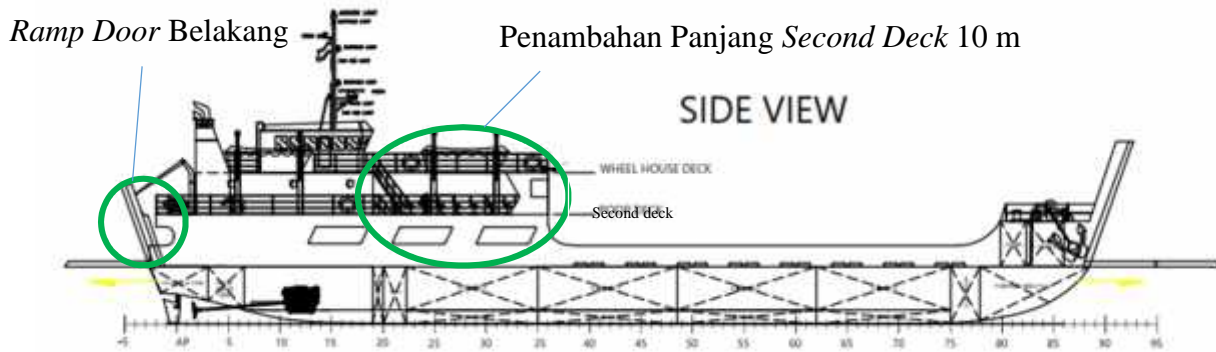 Ramp Door Belakang
Penambahan Panjang Second Deck 10 m
SIDE VIEW
WHEEL HOUSE DECK
Second deck
-5 AP 5 10 15 20 25 30 35 40 45 50 55 60 65 70 75 80 85 90 95